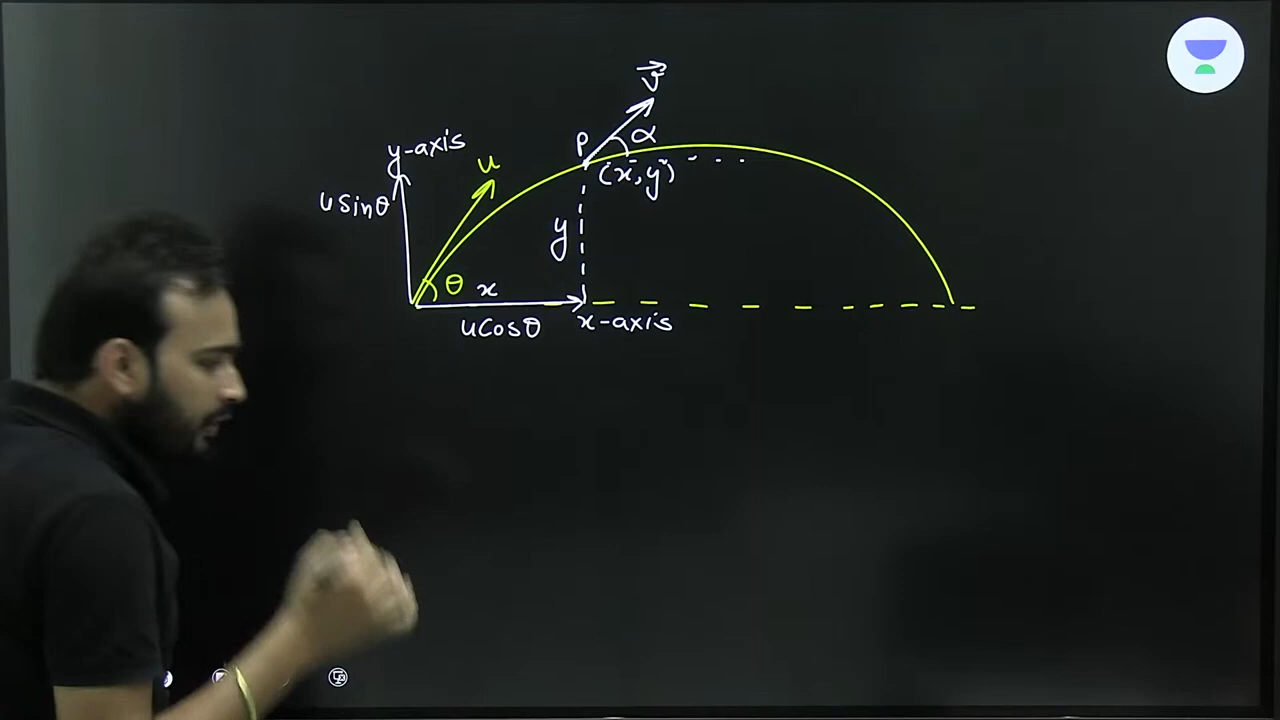 v
α
P
y-axis
u
(x, y)
usinθ
y
θ
x
ucosθ
x-axis